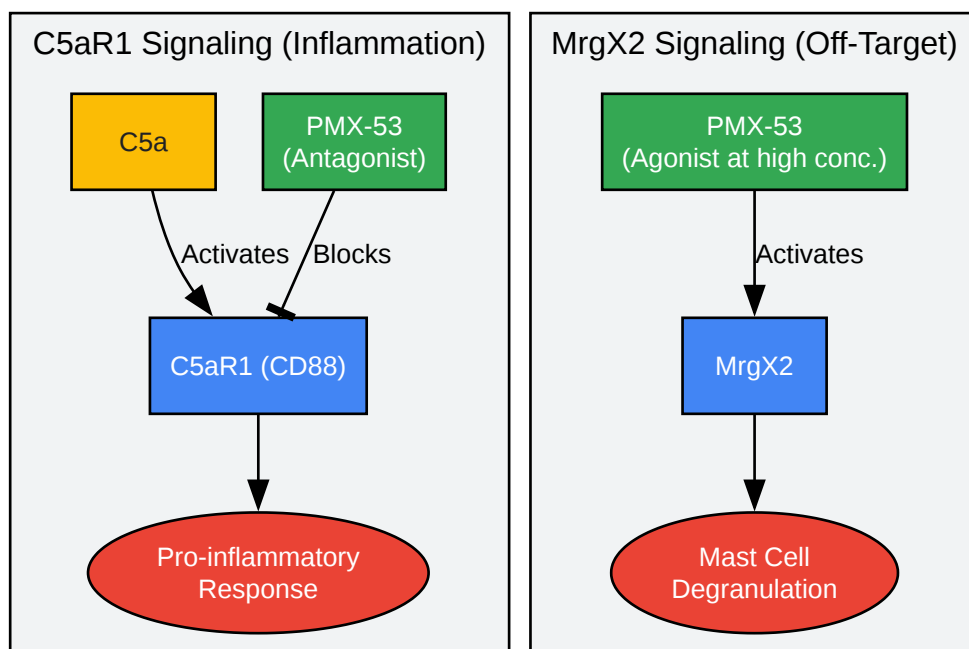 C5aR1 Signaling (Inflammation)
C5a
PMX-53
(Antagonist)
Activates
Blocks
C5aR1 (CD88)
Pro-inflammatory
Response
MrgX2 Signaling (Off-Target)
PMX-53
(Agonist at high conc.)
Activates
MrgX2
Mast Cell
Degranulation